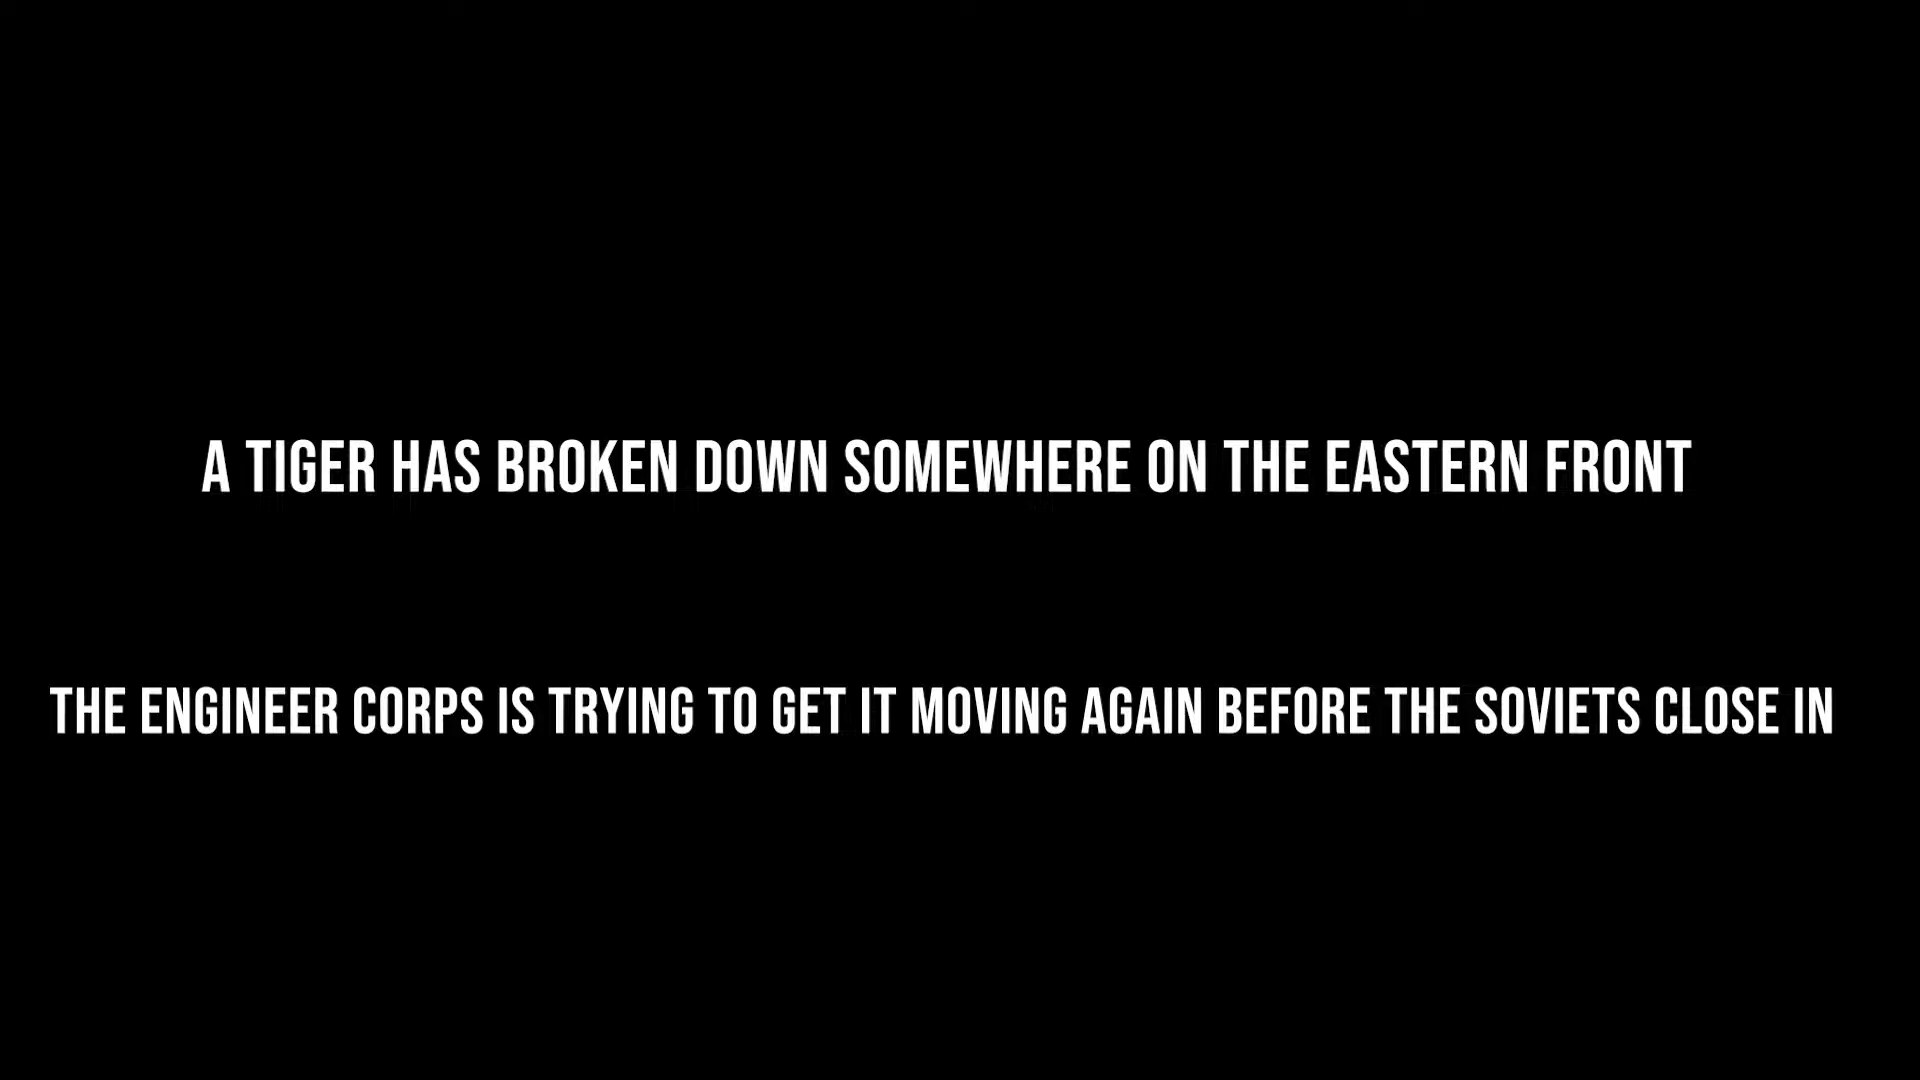 A TIGER HAS BROKEN DOWN SOMEWHERE ON THE EASTERN FRONT
THE ENGINEER CORPS IS TRYING TO GET IT MOVING AGAIN BEFORE THE SOVIETS CLOSE IN